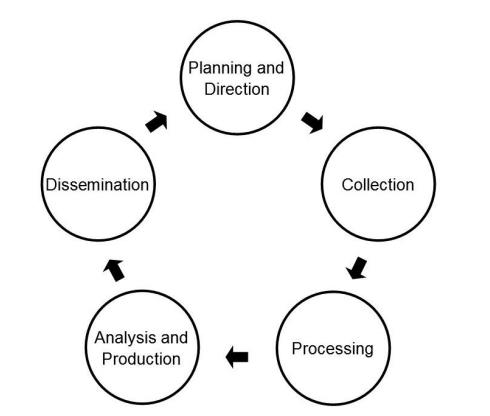 Planning and
Direction
Collection
Processing
Analysis and
Production
Dissemination